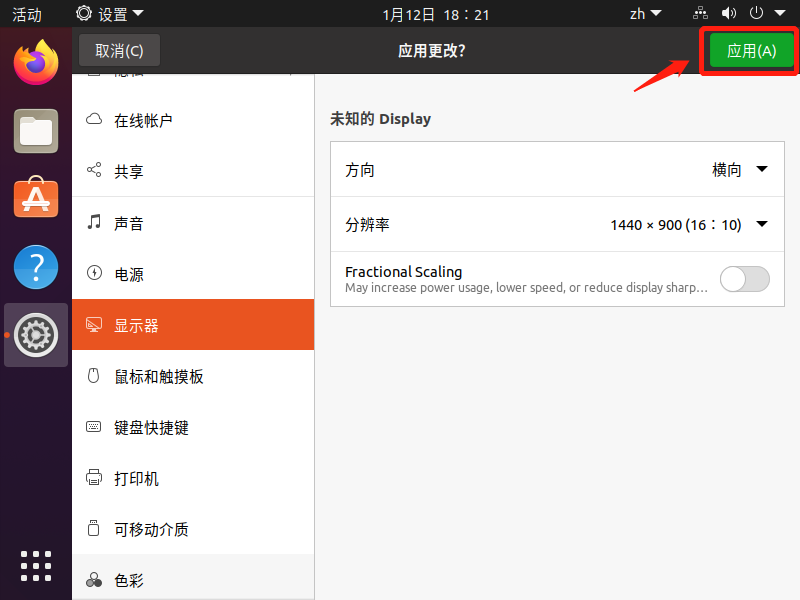 活动
设置
1月12日 18：21
zh
取消(C)
应用更改?
应用(A)
在线帐户
共享
声音
电源
显示器
鼠标和触摸板
键盘快捷键
打印机
可移动介质
色彩
未知的 Display
方向
横向
分辨率
1440 × 900 (16：10)
Fractional Scaling
May increase power usage, lower speed, or reduce display sharp…